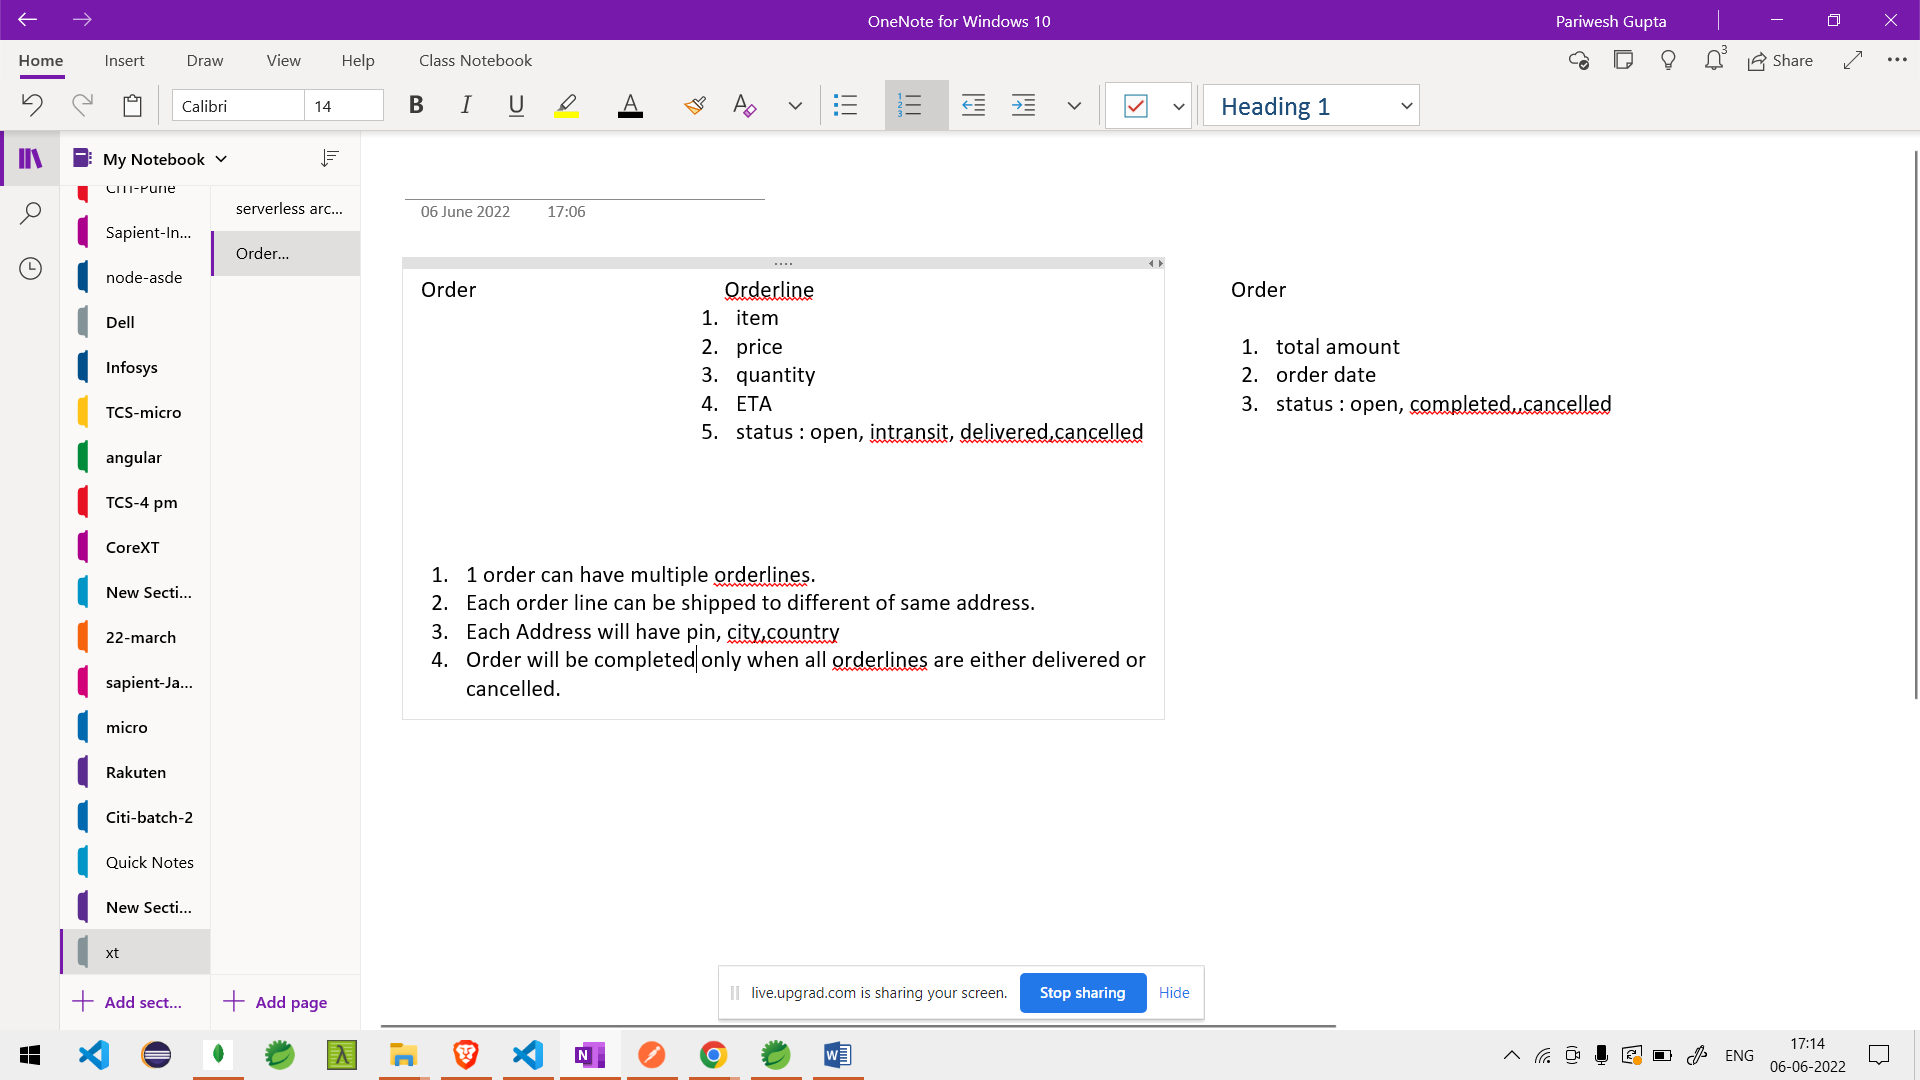 OneNote for Windows 10
Pariwesh Gupta
Home
Insert
Draw
View
Help
Class Notebook
3
Share
Calibri
14
B
I
U
A
Heading 1
My Notebook
CITI-Pune
Sapient-In...
node-asde
Dell
Infosys
TCS-micro
angular
TCS-4 pm
CoreXT
New Secti...
22-march
sapient-Ja...
micro
Rakuten
Citi-batch-2
Quick Notes
New Secti...
xt
Add sect...
serverless arc...
Order...
Add page
06 June 2022 17:06
Order
Orderline
1. item
2. price
3. quantity
4. ETA
5. status : open, intransit, delivered,cancelled
1. 1 order can have multiple orderlines.
2. Each order line can be shipped to different of same address.
3. Each Address will have pin, city,country
4. Order will be completed only when all orderlines are either delivered or
cancelled.
Order
1. total amount
2. order date
3. status : open, completed,,cancelled
live.upgrad.com is sharing your screen.
Stop sharing
Hide
ENG
17:14
06-06-2022